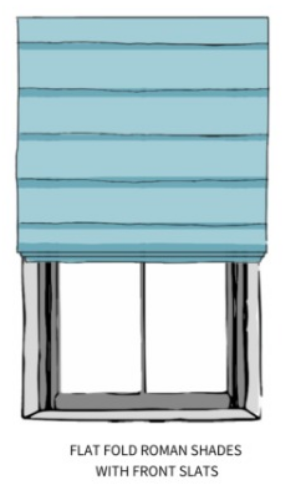 FLAT FOLD ROMAN SHADES
WITH FRONT SLATS